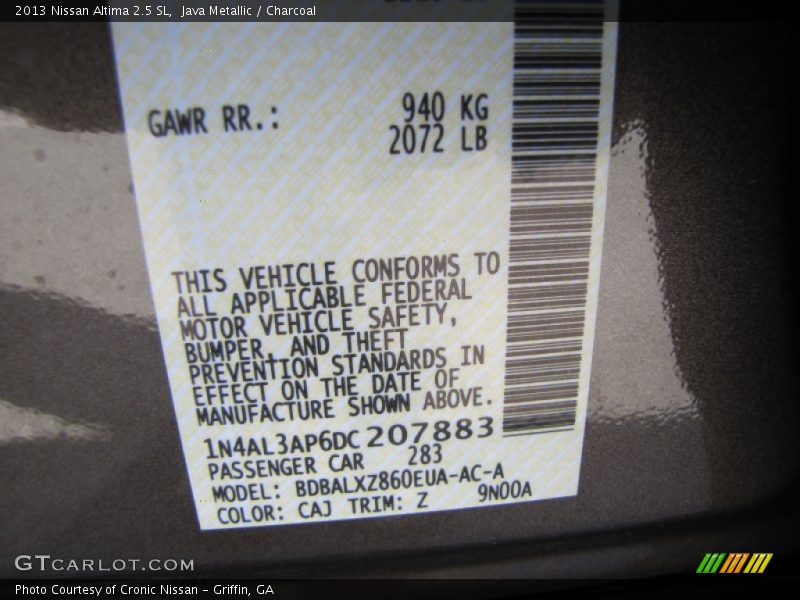 2013 Nissan Altima 2.5 SL, Java Metallic / Charcoal
GAWR RR.: 940 KG
2072 LB
THIS VEHICLE CONFORMS TO
ALL APPLICABLE FEDERAL
MOTOR VEHICLE SAFETY,
BUMPER, AND THEFT
PREVENTION STANDARDS IN
EFFECT ON THE DATE OF
MANUFACTURE SHOWN ABOVE.
1N4AL3AP6DC207883
PASSENGER CAR 283
MODEL: BDBALXZ860EUA-AC-A
COLOR: CAJ TRIM: Z 9N00A
GTCARLOT.COM
Photo Courtesy of Cronic Nissan - Griffin, GA